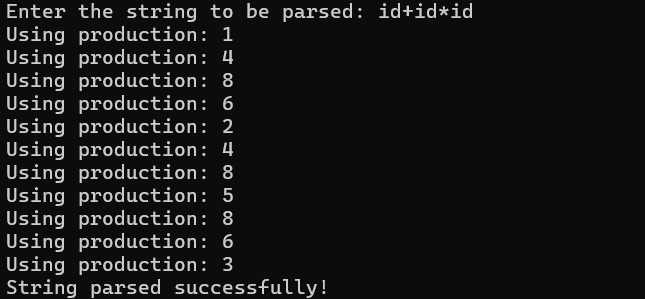 Enter the string to be parsed: id+id*id
Using production: 1
Using production: 4
Using production: 8
Using production: 6
Using production: 2
Using production: 4
Using production: 8
Using production: 5
Using production: 8
Using production: 6
Using production: 3
String parsed successfully!